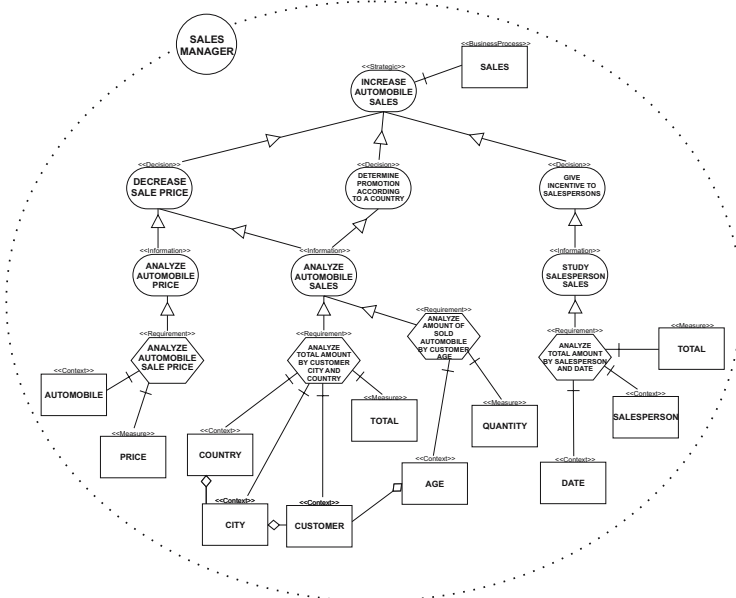 SALES
MANAGER
<<BusinessProcess>>
SALES
<<Strategic>>
INCREASE
AUTOMOBILE
SALES
<<Decision>>
DECREASE
SALE PRICE
<<Decision>>
DETERMINE
PROMOTION
ACCORDING
TO A COUNTRY
<<Decision>>
GIVE
INCENTIVE TO
SALESPERSONS
<<Information>>
ANALYZE
AUTOMOBILE
PRICE
<<Information>>
ANALYZE
AUTOMOBILE
SALES
<<Information>>
STUDY
SALESPERSON
SALES
<<Requirement>>
ANALYZE
AUTOMOBILE
SALE PRICE
<<Requirement>>
ANALYZE
TOTAL AMOUNT
BY CUSTOMER
CITY AND
COUNTRY
<<Requirement>>
ANALYZE
AMOUNT OF
SOLD
AUTOMOBILE
BY CUSTOMER
AGE
<<Requirement>>
ANALYZE
TOTAL AMOUNT
BY SALESPERSON
AND DATE
<<Measure>>
TOTAL
<<Context>>
AUTOMOBILE
<<Measure>>
PRICE
<<Context>>
COUNTRY
<<Measure>>
TOTAL
<<Measure>>
QUANTITY
<<Context>>
SALESPERSON
<<Context>>
CITY
<<Context>>
CUSTOMER
<<Context>>
AGE
<<Context>>
DATE